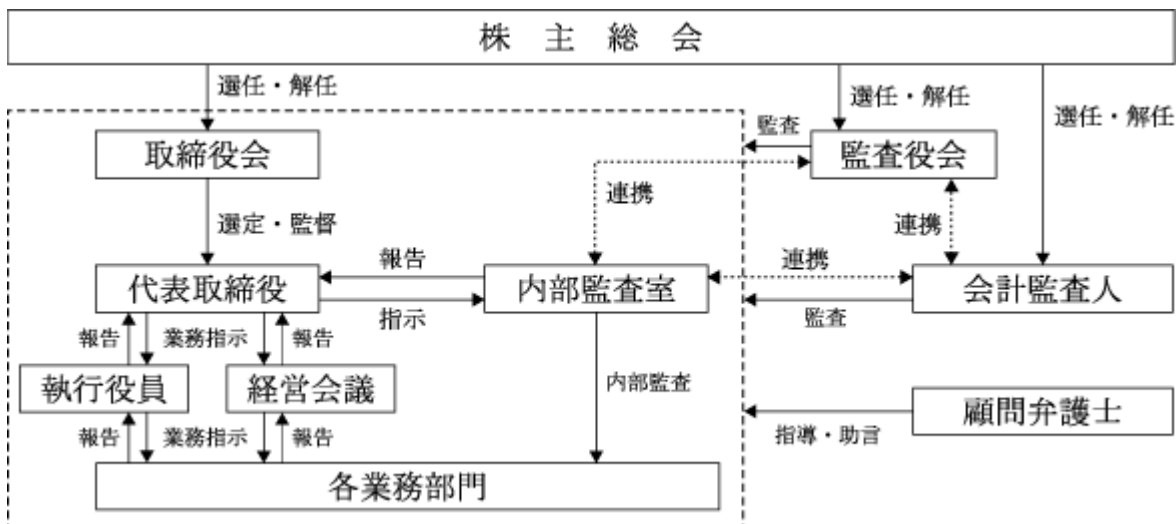 株主総会
選任・解任
選任・解任
選任・解任
監査
取締役会
監査役会
連携
連携
選定・監督
報告
連携
代表取締役
内部監査室
会計監査人
指示
監査
報告
業務指示
報告
執行役員
経営会議
内部監査
顧問弁護士
報告
業務指示
報告
指導・助言
各業務部門